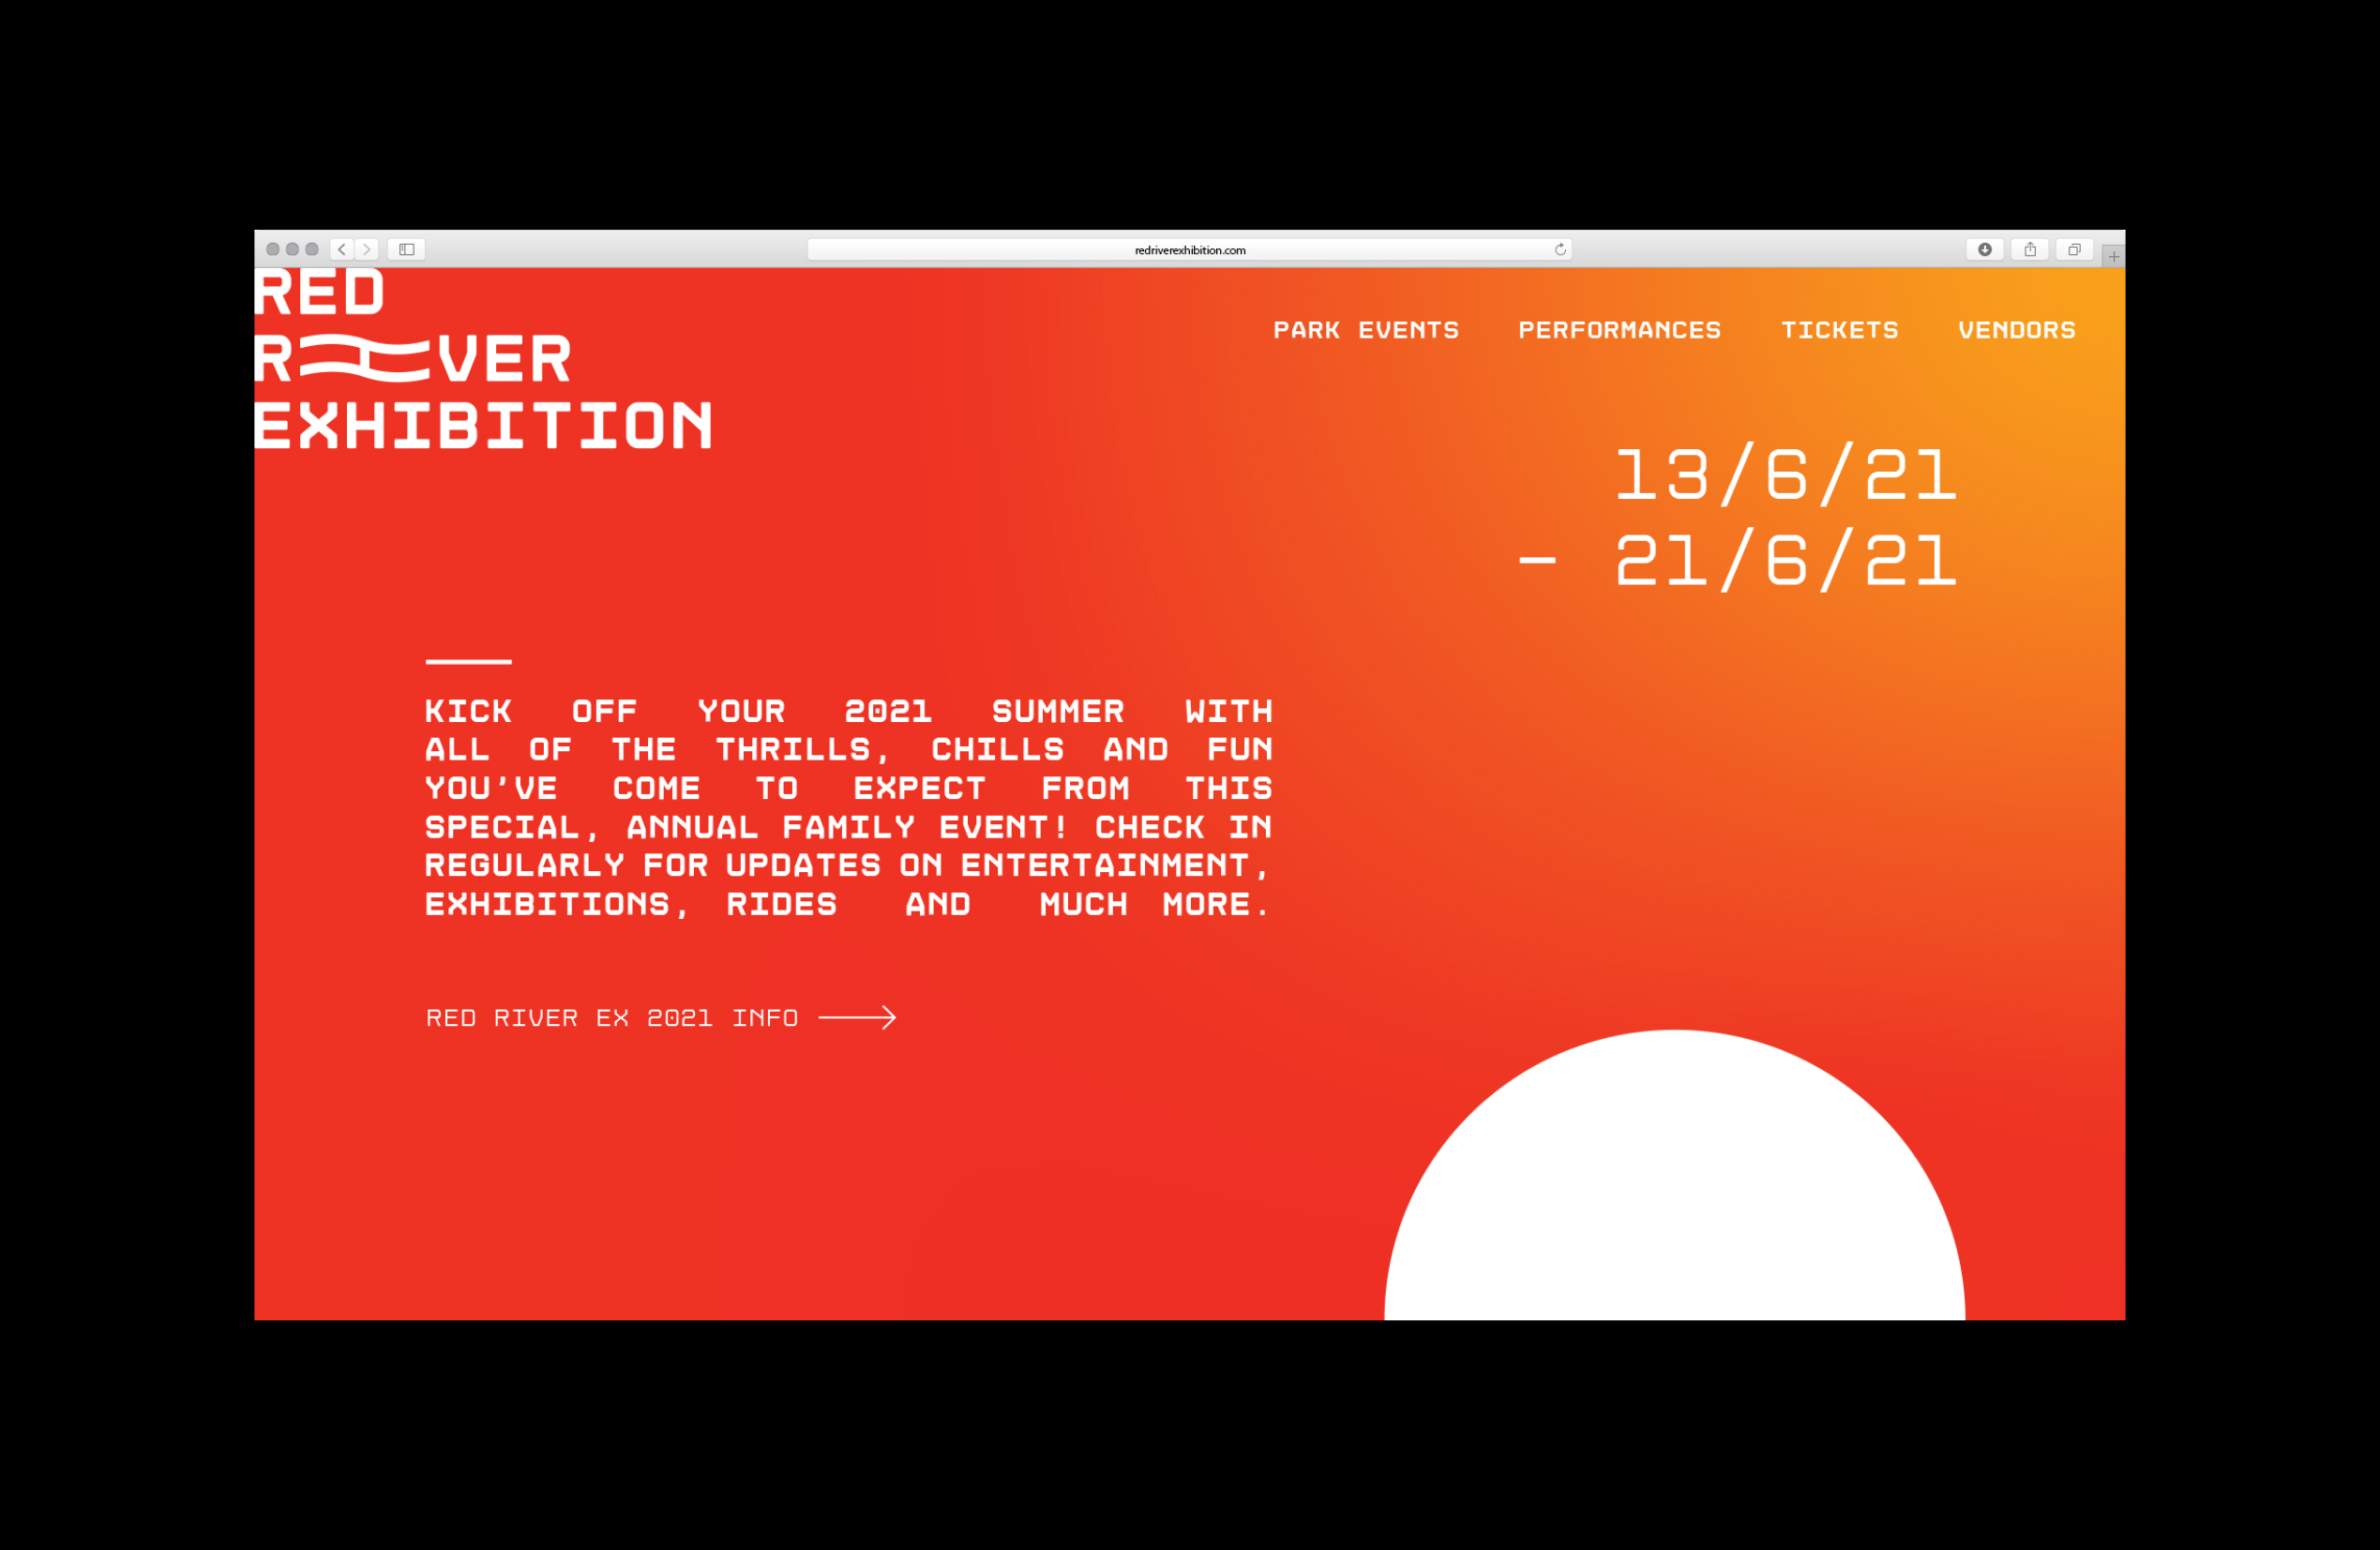 redriverexhibition.com
RED
RIVER
EXHIBITION
PARK EVENTS PERFORMANCES TICKETS VENDORS
13/6/21
- 21/6/21
KICK OFF YOUR 2021 SUMMER WITH
ALL OF THE THRILLS, CHILLS AND FUN
YOU'VE COME TO EXPECT FROM THIS
SPECIAL, ANNUAL FAMILY EVENT! CHECK IN
REGULARLY FOR UPDATES ON ENTERTAINMENT,
EXHIBITIONS, RIDES AND MUCH MORE.
RED RIVER EX 2021 INFO